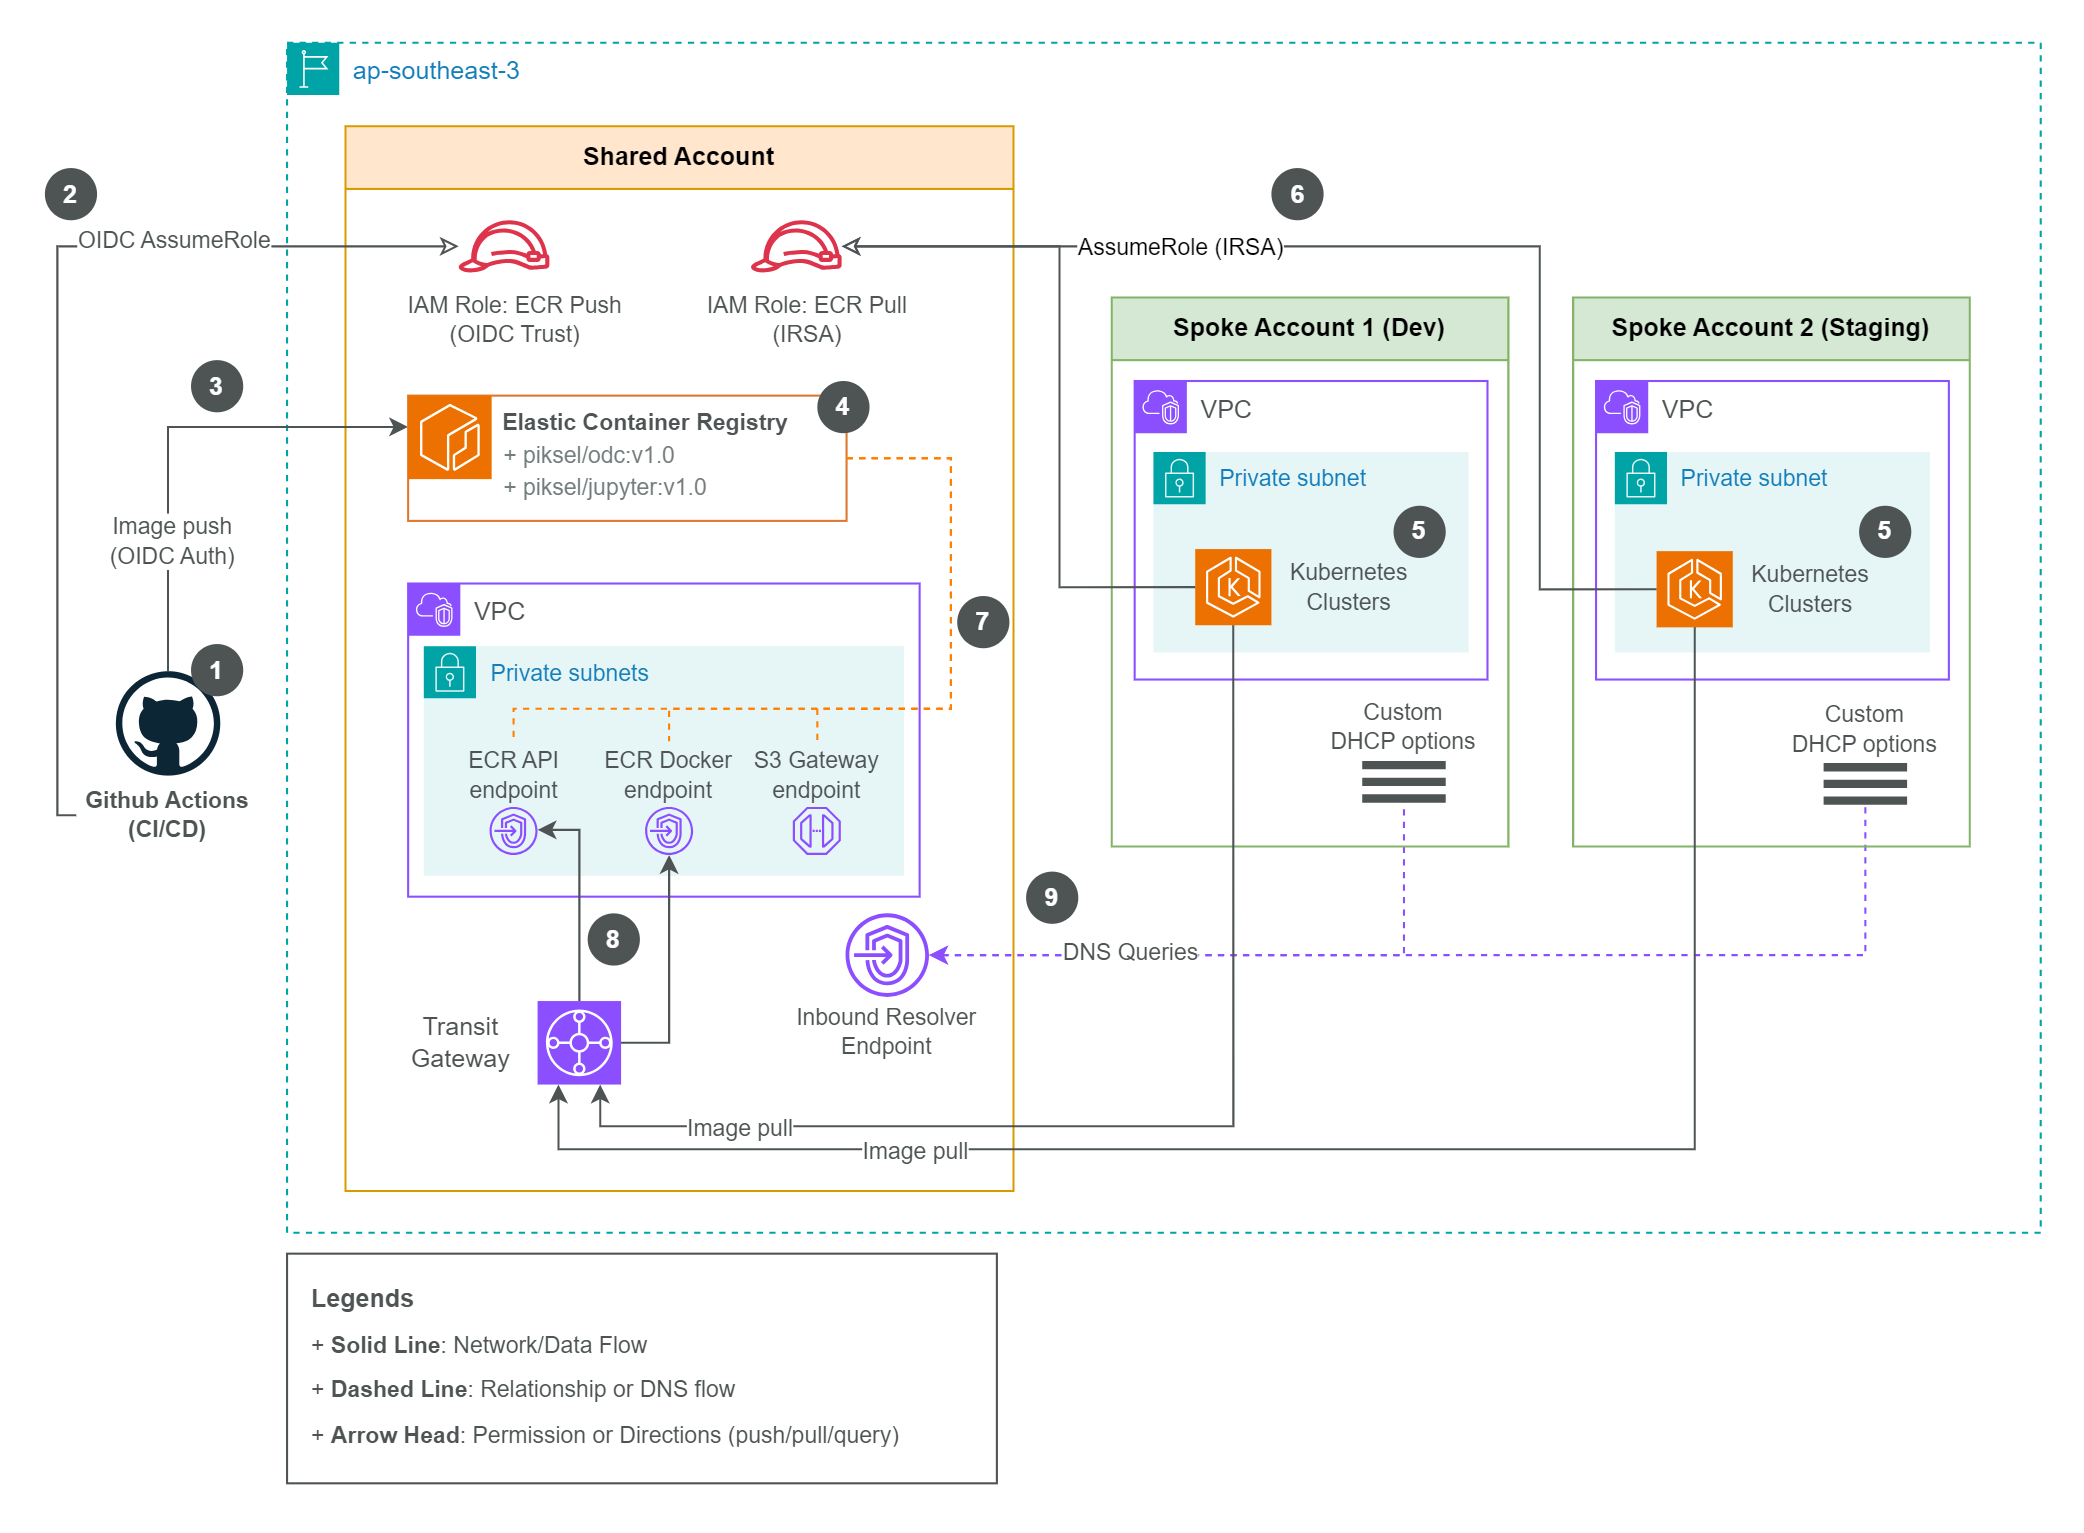 ap-southeast-3
Shared Account
2
OIDC AssumeRole
6
AssumeRole (IRSA)
IAM Role: ECR Push
(OIDC Trust)
IAM Role: ECR Pull
(IRSA)
Spoke Account 1 (Dev)
Spoke Account 2 (Staging)
3
4
Elastic Container Registry
+ piksel/odc:v1.0
+ piksel/jupyter:v1.0
VPC
Private subnet
5
Kubernetes
Clusters
VPC
Private subnet
5
Kubernetes
Clusters
Image push
(OIDC Auth)
VPC
7
1
Private subnets
Github Actions
(CI/CD)
ECR API
endpoint
ECR Docker
endpoint
S3 Gateway
endpoint
Custom
DHCP options
Custom
DHCP options
8
9
DNS Queries
Inbound Resolver
Endpoint
Transit
Gateway
Image pull
Image pull
Legends
+ Solid Line: Network/Data Flow
+ Dashed Line: Relationship or DNS flow
+ Arrow Head: Permission or Directions (push/pull/query)
K
K